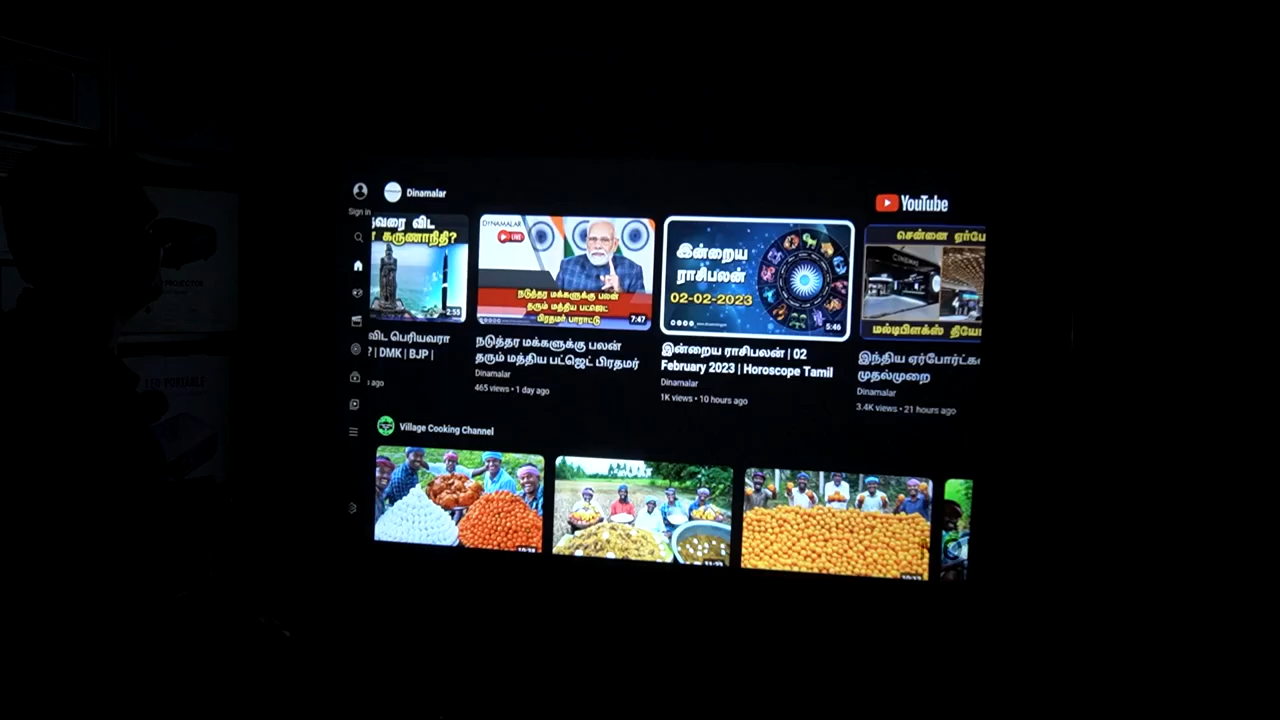 Dinamalar
YouTube
Sign in
வரை விட
கருணாநிதி?
2:55
DINAMALAR
LIVE
நடுத்தர மக்களுக்கு பலன்
தரும் மத்திய பட்ஜெட்
பிரதமர் பாராட்டு
7:47
இன்றைய
ராசிபலன்
02-02-2023
5:46
சென்னை ஏர்போ
CINEMAS
மல்டிபிளக்ஸ் தியே
விட பெரியவரா
? | DMK | BJP |
ago
நடுத்தர மக்களுக்கு பலன்
தரும் மத்திய பட்ஜெட் பிரதமர்
Dinamalar
465 views • 1 day ago
இன்றைய ராசிபலன் | 02
February 2023 | Horoscope Tamil
Dinamalar
1K views • 10 hours ago
இந்திய ஏர்போர்ட்க
முதல்முறை
Dinamalar
3.4K views • 21 hours ago
Village Cooking Channel
PROJECTOR
LED PORTABLE